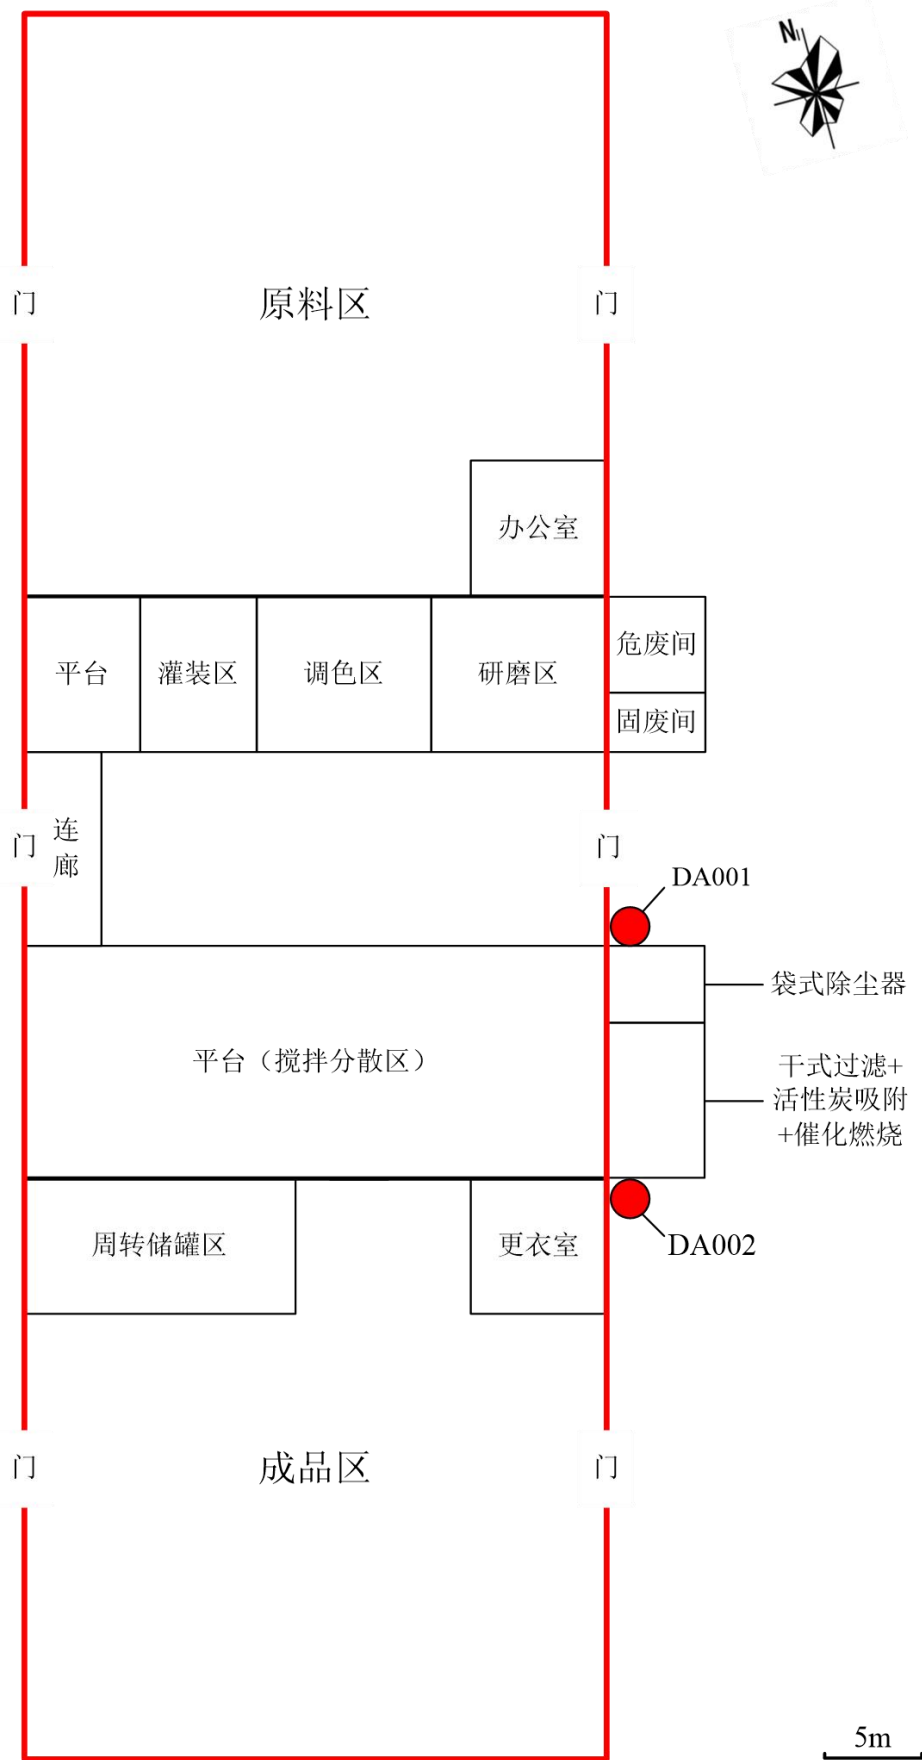 N
门
原料区
门
办公室
平台
灌装区
调色区
研磨区
危废间
固废间
门
连
廊
门
DA001
袋式除尘器
平台（搅拌分散区）
干式过滤+
活性炭吸附
+催化燃烧
周转储罐区
更衣室
DA002
门
成品区
门
5m